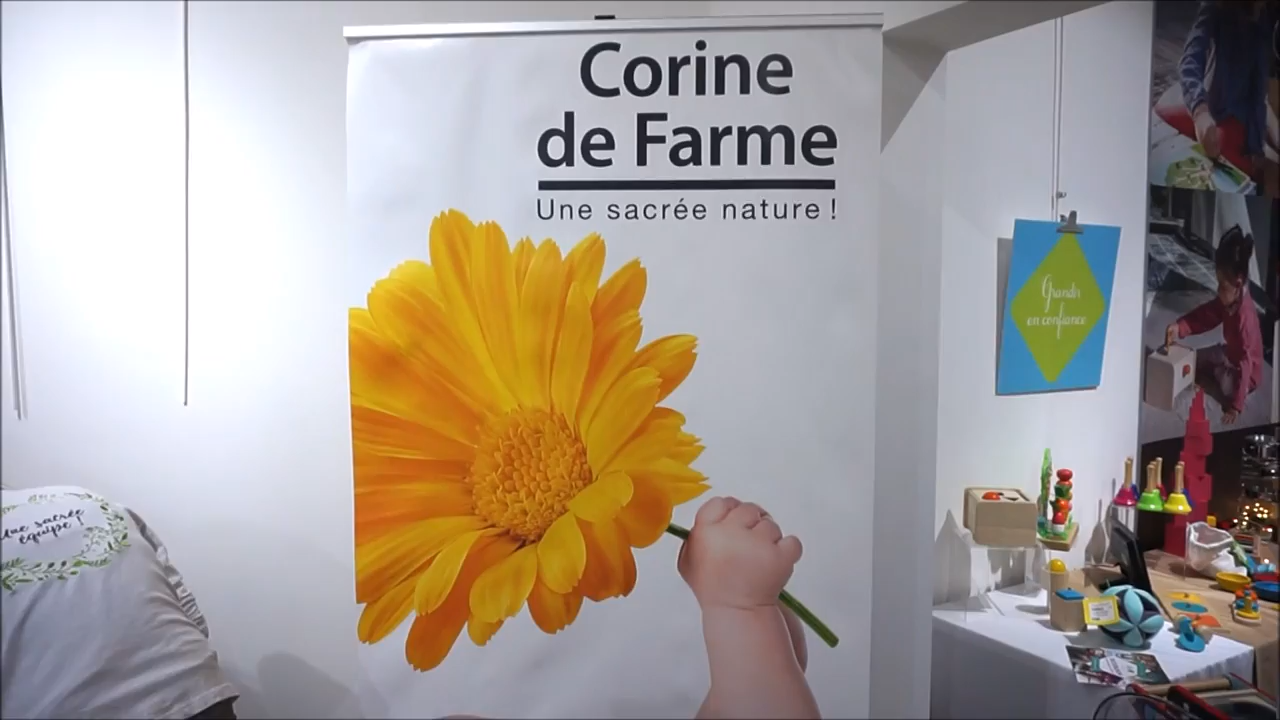 Corine
de Farme
Une sacrée nature !
Grandir
en confiance
Une sacrée
équipe !